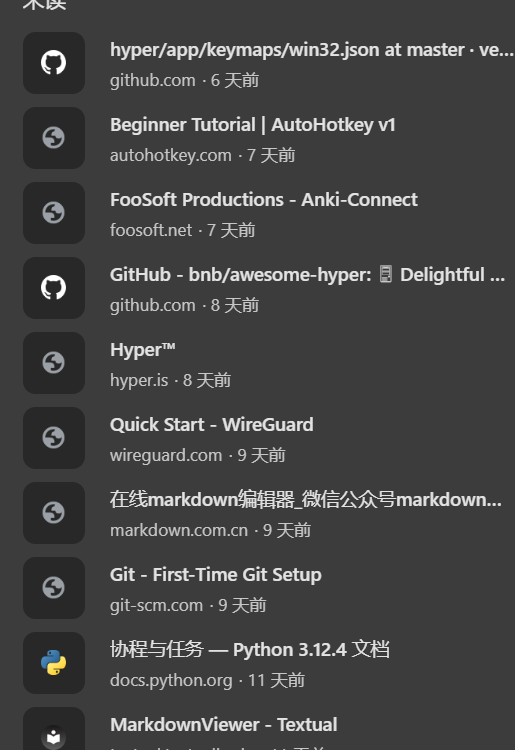 未读
hyper/app/keymaps/win32.json at master · ve...
github.com · 6 天前
Beginner Tutorial | AutoHotkey v1
autohotkey.com · 7 天前
FooSoft Productions - Anki-Connect
foosoft.net · 7 天前
GitHub - bnb/awesome-hyper: 🖥 Delightful ...
github.com · 8 天前
Hyper™
hyper.is · 8 天前
Quick Start - WireGuard
wireguard.com · 9 天前
在线markdown编辑器_微信公众号markdown...
markdown.com.cn · 9 天前
Git - First-Time Git Setup
git-scm.com · 9 天前
协程与任务 — Python 3.12.4 文档
docs.python.org · 11 天前
MarkdownViewer - Textual